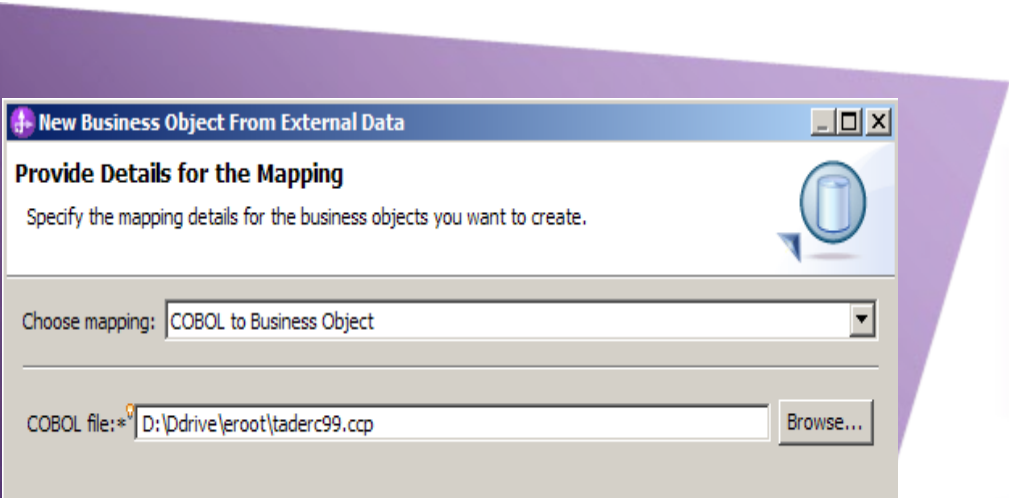 New Business Object From External Data
Provide Details for the Mapping
Specify the mapping details for the business objects you want to create.
Choose mapping: COBOL to Business Object
COBOL file:* D:\Ddrive\eroot\taderc99.ccp Browse...